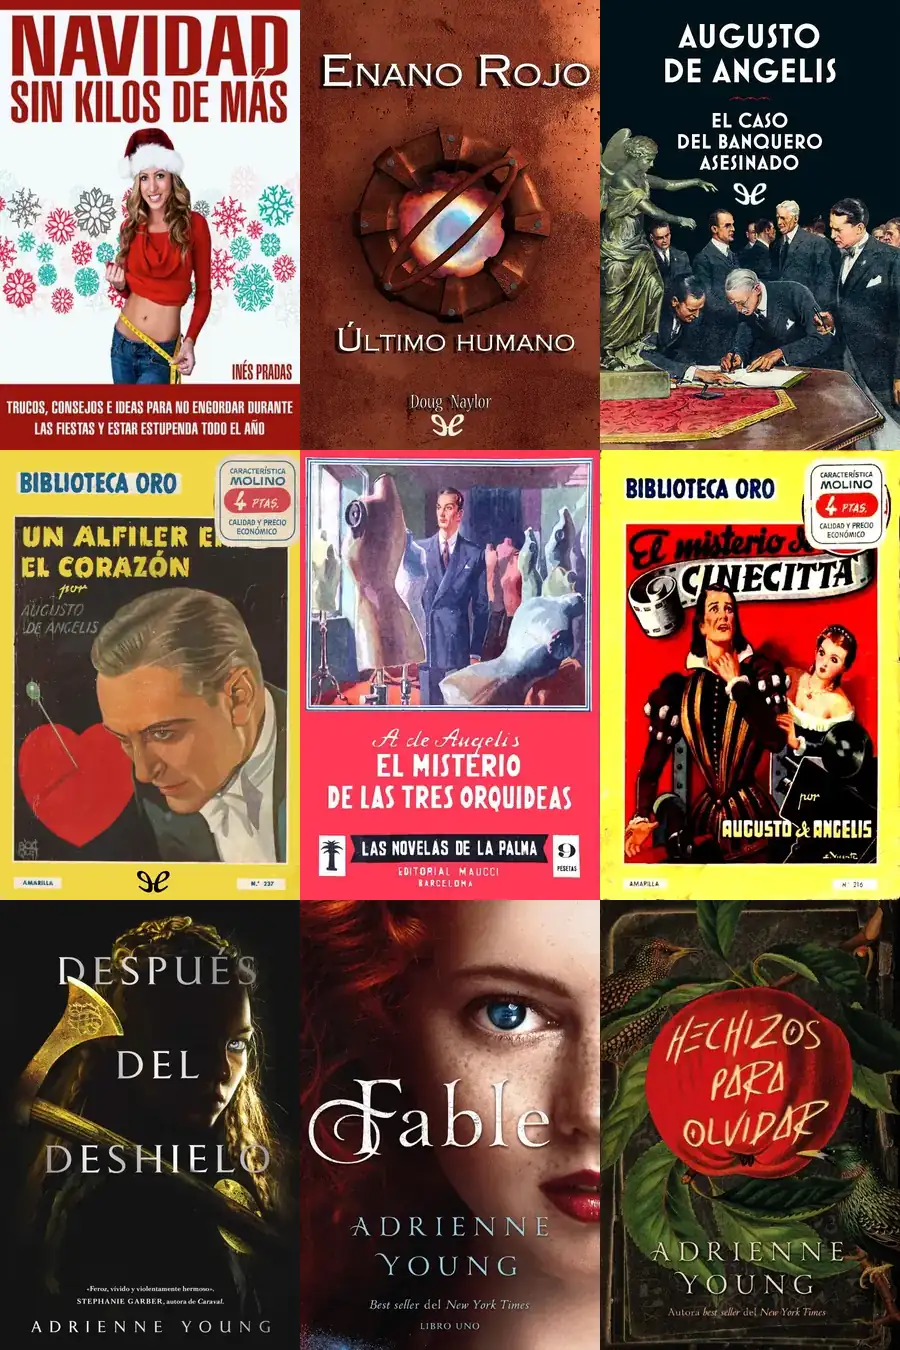 NAVIDAD
SIN KILOS DE MÁS
INÉS PRADAS
TRUCOS, CONSEJOS E IDEAS PARA NO ENGORDAR DURANTE
LAS FIESTAS Y ESTAR ESTUPENDA TODO EL AÑO
ENANO ROJO
ÚLTIMO HUMANO
Doug Naylor
AUGUSTO
DE ANGELIS
EL CASO
DEL BANQUERO
ASESINADO
BIBLIOTECA ORO
CARACTERÍSTICA
MOLINO
4 PTAS.
CALIDAD Y PRECIO
ECONÓMICO
UN ALFILER E
EL CORAZÓN
por
AUGUSTO
DE ANGELIS
AMARILLA
N.º 237
A de Angelis
EL MISTERIO
DE LAS TRES ORQUIDEAS
LAS NOVELAS DE LA PALMA
9
PESETAS
EDITORIAL MAUCCI
BARCELONA
BIBLIOTECA ORO
CARACTERÍSTICA
MOLINO
4 PTAS.
CALIDAD Y PRECIO
ECONÓMICO
El misterio de
CINECITTÀ
por
AUGUSTO de ANGELIS
AMARILLA
N.º 216
DESPUÉS
DEL
DESHIELO
«Feroz, vívido y violentamente hermoso».
STEPHANIE GARBER, autora de Caraval.
ADRIENNE YOUNG
Fable
ADRIENNE
YOUNG
Best seller del New York Times
LIBRO UNO
HECHIZOS
PARA
OLVIDAR
ADRIENNE
YOUNG
Autora best seller del New York Times